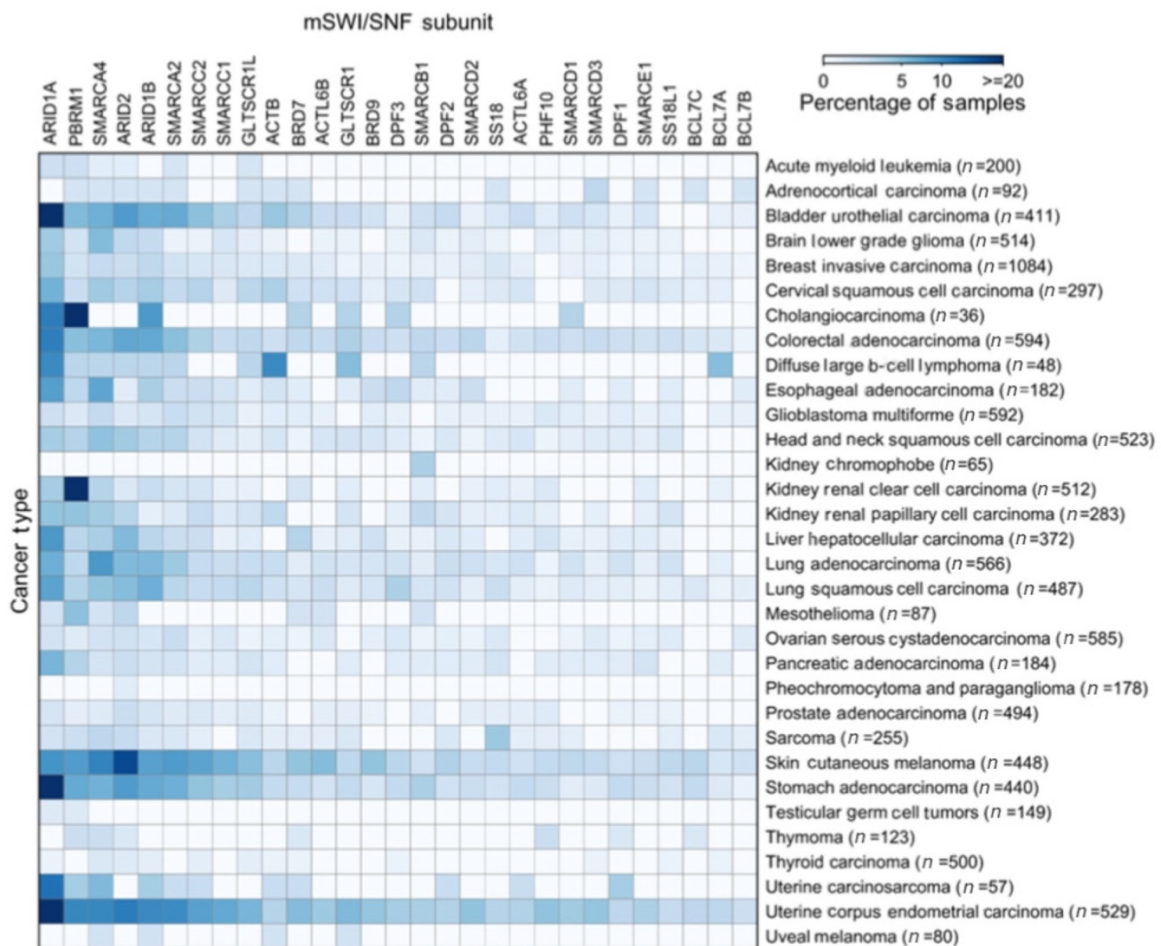 mSWI/SNF subunit
0 5 10 >=20
Percentage of samples
ARID1A PBRM1 SMARCA4 ARID2 ARID1B SMARCA2 SMARCC2 SMARCC1 GLTSCR1L ACTB BRD7 ACTL6B GLTSCR1 BRD9 DPF3 SMARCB1 DPF2 SMARCD2 SS18 ACTL6A PHF10 SMARCD1 SMARCD3 DPF1 SMARCE1 SS18L1 BCL7C BCL7A BCL7B
Cancer type
Acute myeloid leukemia (n=200)
Adrenocortical carcinoma (n=92)
Bladder urothelial carcinoma (n=411)
Brain lower grade glioma (n=514)
Breast invasive carcinoma (n=1084)
Cervical squamous cell carcinoma (n=297)
Cholangiocarcinoma (n=36)
Colorectal adenocarcinoma (n=594)
Diffuse large b-cell lymphoma (n=48)
Esophageal adenocarcinoma (n=182)
Glioblastoma multiforme (n=592)
Head and neck squamous cell carcinoma (n=523)
Kidney chromophobe (n=65)
Kidney renal clear cell carcinoma (n=512)
Kidney renal papillary cell carcinoma (n=283)
Liver hepatocellular carcinoma (n=372)
Lung adenocarcinoma (n=566)
Lung squamous cell carcinoma (n=487)
Mesothelioma (n=87)
Ovarian serous cystadenocarcinoma (n=585)
Pancreatic adenocarcinoma (n=184)
Pheochromocytoma and paraganglioma (n=178)
Prostate adenocarcinoma (n=494)
Sarcoma (n=255)
Skin cutaneous melanoma (n=448)
Stomach adenocarcinoma (n=440)
Testicular germ cell tumors (n=149)
Thymoma (n=123)
Thyroid carcinoma (n=500)
Uterine carcinosarcoma (n=57)
Uterine corpus endometrial carcinoma (n=529)
Uveal melanoma (n=80)